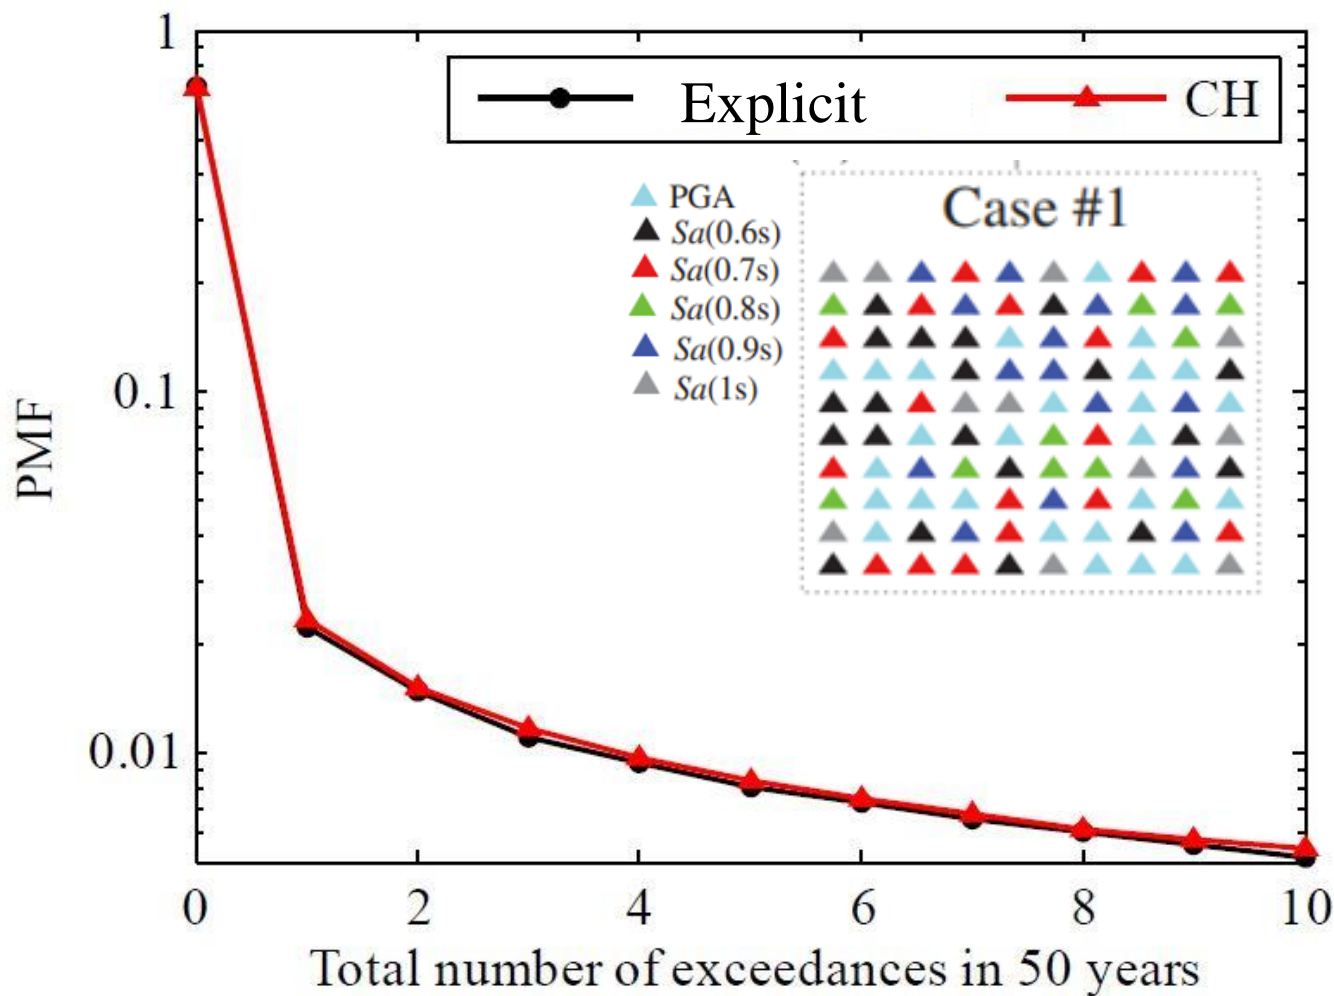 1
Explicit CH
PGA
Sa(0.6s)
Sa(0.7s)
Sa(0.8s)
Sa(0.9s)
Sa(1s)
Case #1
0.1
PMF
0.01
0 2 4 6 8 10
Total number of exceedances in 50 years